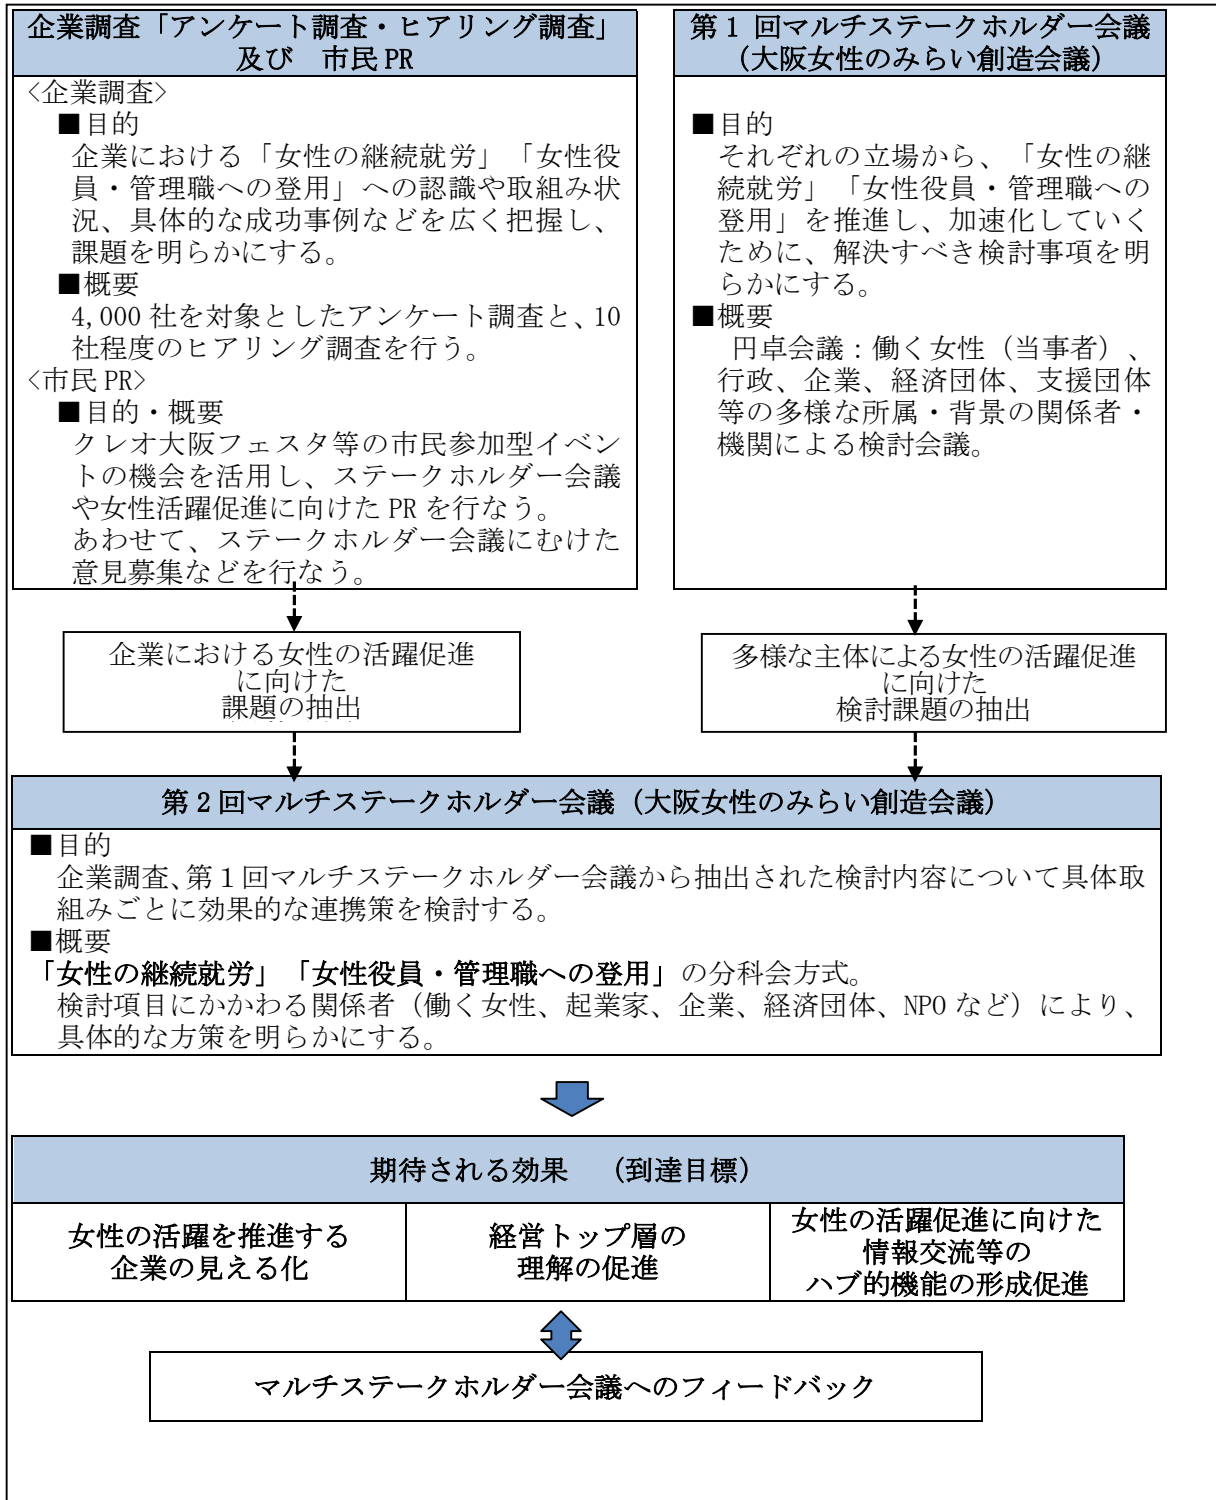 企業調査「アンケート調査・ヒアリング調査」
及び　市民PR
<企業調査>
■目的
企業における「女性の継続就労」「女性役
員・管理職への登用」への認識や取組み状
況、具体的な成功事例などを広く把握し、
課題を明らかにする。
■概要
4,000社を対象としたアンケート調査と、10
社程度のヒアリング調査を行う。
<市民PR>
■目的・概要
クレオ大阪フェスタ等の市民参加型イベン
トの機会を活用し、ステークホルダー会議
や女性活躍促進に向けたPRを行なう。
あわせて、ステークホルダー会議にむけた
意見募集などを行なう。
第1回マルチステークホルダー会議
（大阪女性のみらい創造会議）
■目的
それぞれの立場から、「女性の継
続就労」「女性役員・管理職への
登用」を推進し、加速化していく
ために、解決すべき検討事項を明
らかにする。
■概要
円卓会議：働く女性（当事者）、
行政、企業、経済団体、支援団体
等の多様な所属・背景の関係者・
機関による検討会議。
企業における女性の活躍促進
に向けた
課題の抽出
多様な主体による女性の活躍促進
に向けた
検討課題の抽出
第2回マルチステークホルダー会議（大阪女性のみらい創造会議）
■目的
企業調査、第1回マルチステークホルダー会議から抽出された検討内容について具体取
組みごとに効果的な連携策を検討する。
■概要
「女性の継続就労」「女性役員・管理職への登用」の分科会方式。
検討項目にかかわる関係者（働く女性、起業家、企業、経済団体、NPOなど）により、
具体的な方策を明らかにする。
期待される効果　（到達目標）
女性の活躍を推進する
企業の見える化
経営トップ層の
理解の促進
女性の活躍促進に向けた
情報交流等の
ハブ的機能の形成促進
マルチステークホルダー会議へのフィードバック